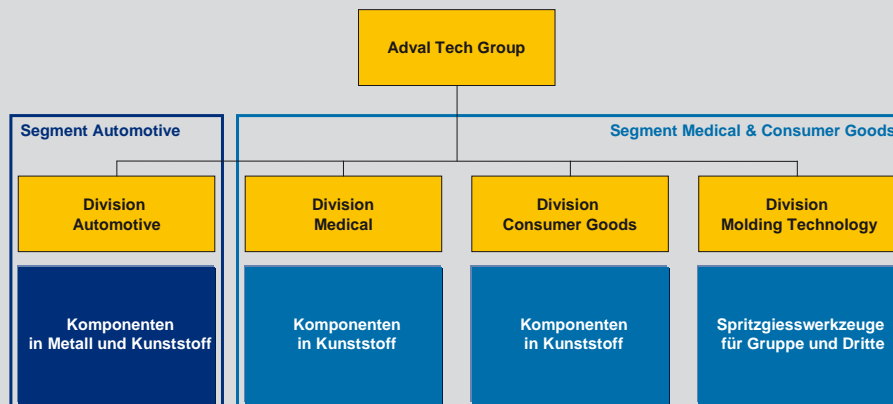 Adval Tech Group
Segment Automotive
Segment Medical & Consumer Goods
Division
Automotive
Division
Medical
Division
Consumer Goods
Division
Molding Technology
Komponenten
in Metall und Kunststoff
Komponenten
in Kunststoff
Komponenten
in Kunststoff
Spritzgiesswerkzeuge
für Gruppe und Dritte